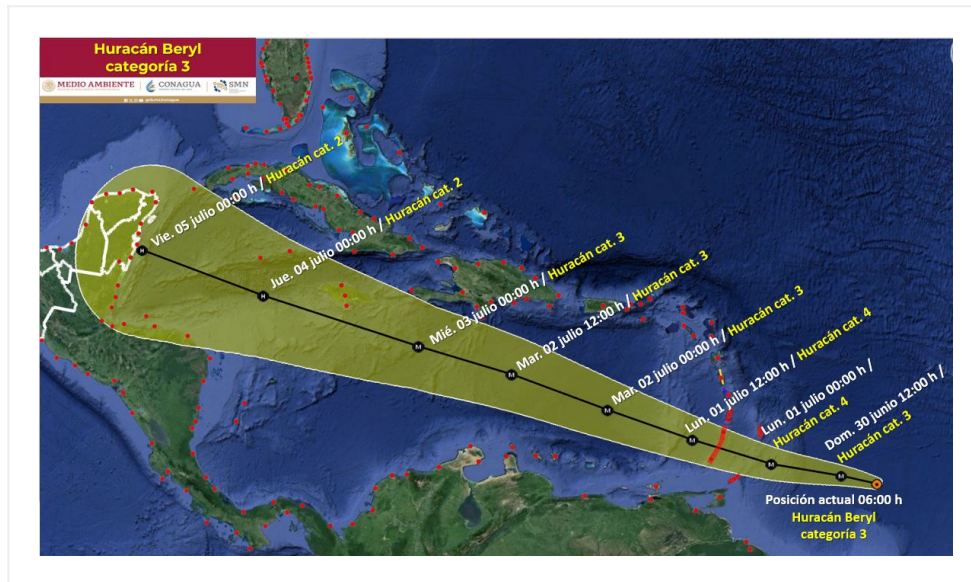 Huracán Beryl
categoría 3
MEDIO AMBIENTE
CONAGUA
SMN
Vie. 05 julio 00:00 h / Huracán cat. 2
Jue. 04 julio 00:00 h / Huracán cat. 2
Mié. 03 julio 00:00 h / Huracán cat. 3
Mar. 02 julio 12:00 h / Huracán cat. 3
Mar. 02 julio 00:00 h / Huracán cat. 3
Lun. 01 julio 12:00 h / Huracán cat. 4
Lun. 01 julio 00:00 h /
Huracán cat. 4
Dom. 30 junio 12:00 h /
Huracán cat. 3
H
H
M
M
M
M
M
M
Posición actual 06:00 h
Huracán Beryl
categoría 3